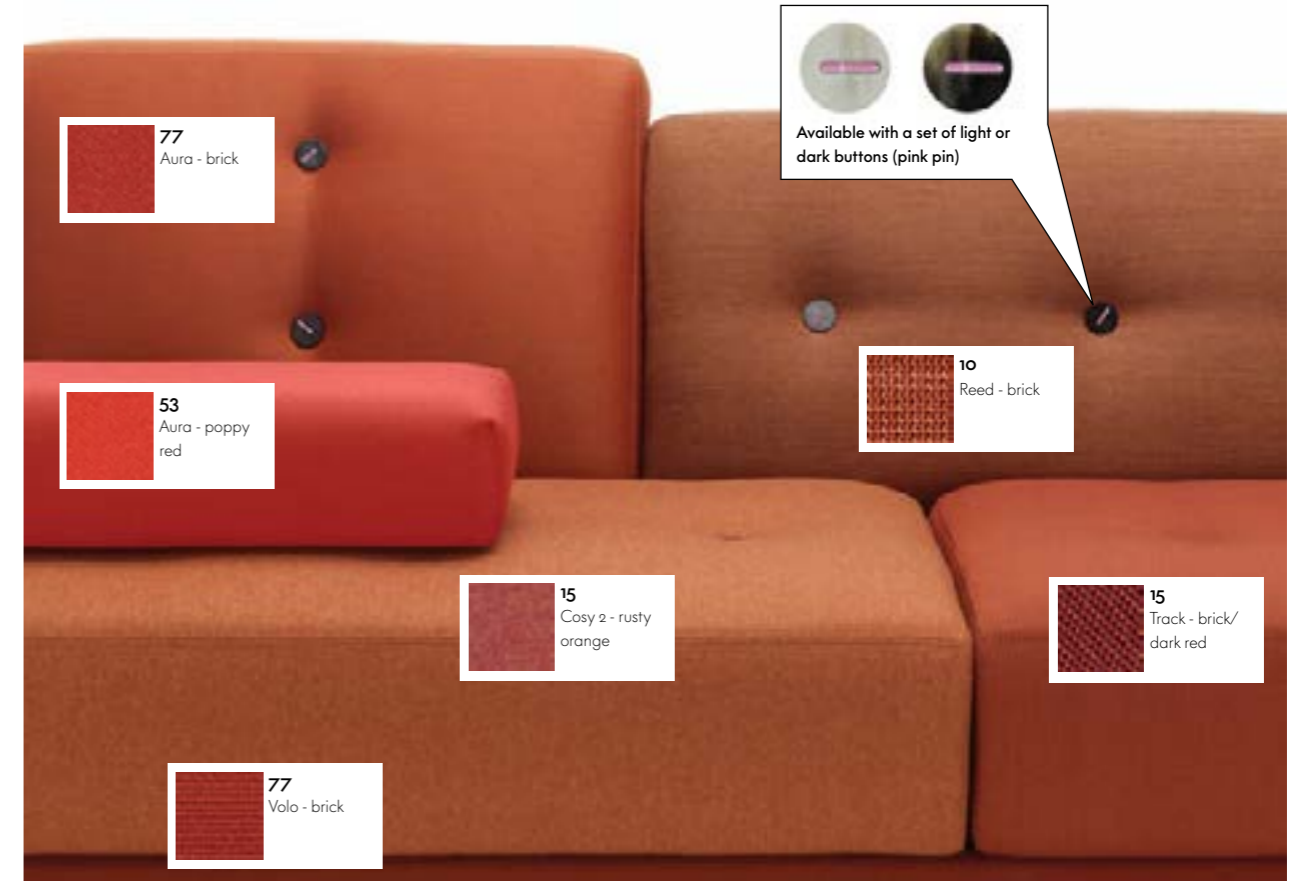 Available with a set of light or
dark buttons (pink pin)
77
Aura - brick
10
Reed - brick
53
Aura - poppy
red
15
Cosy 2 - rusty
orange
15
Track - brick/
dark red
77
Volo - brick